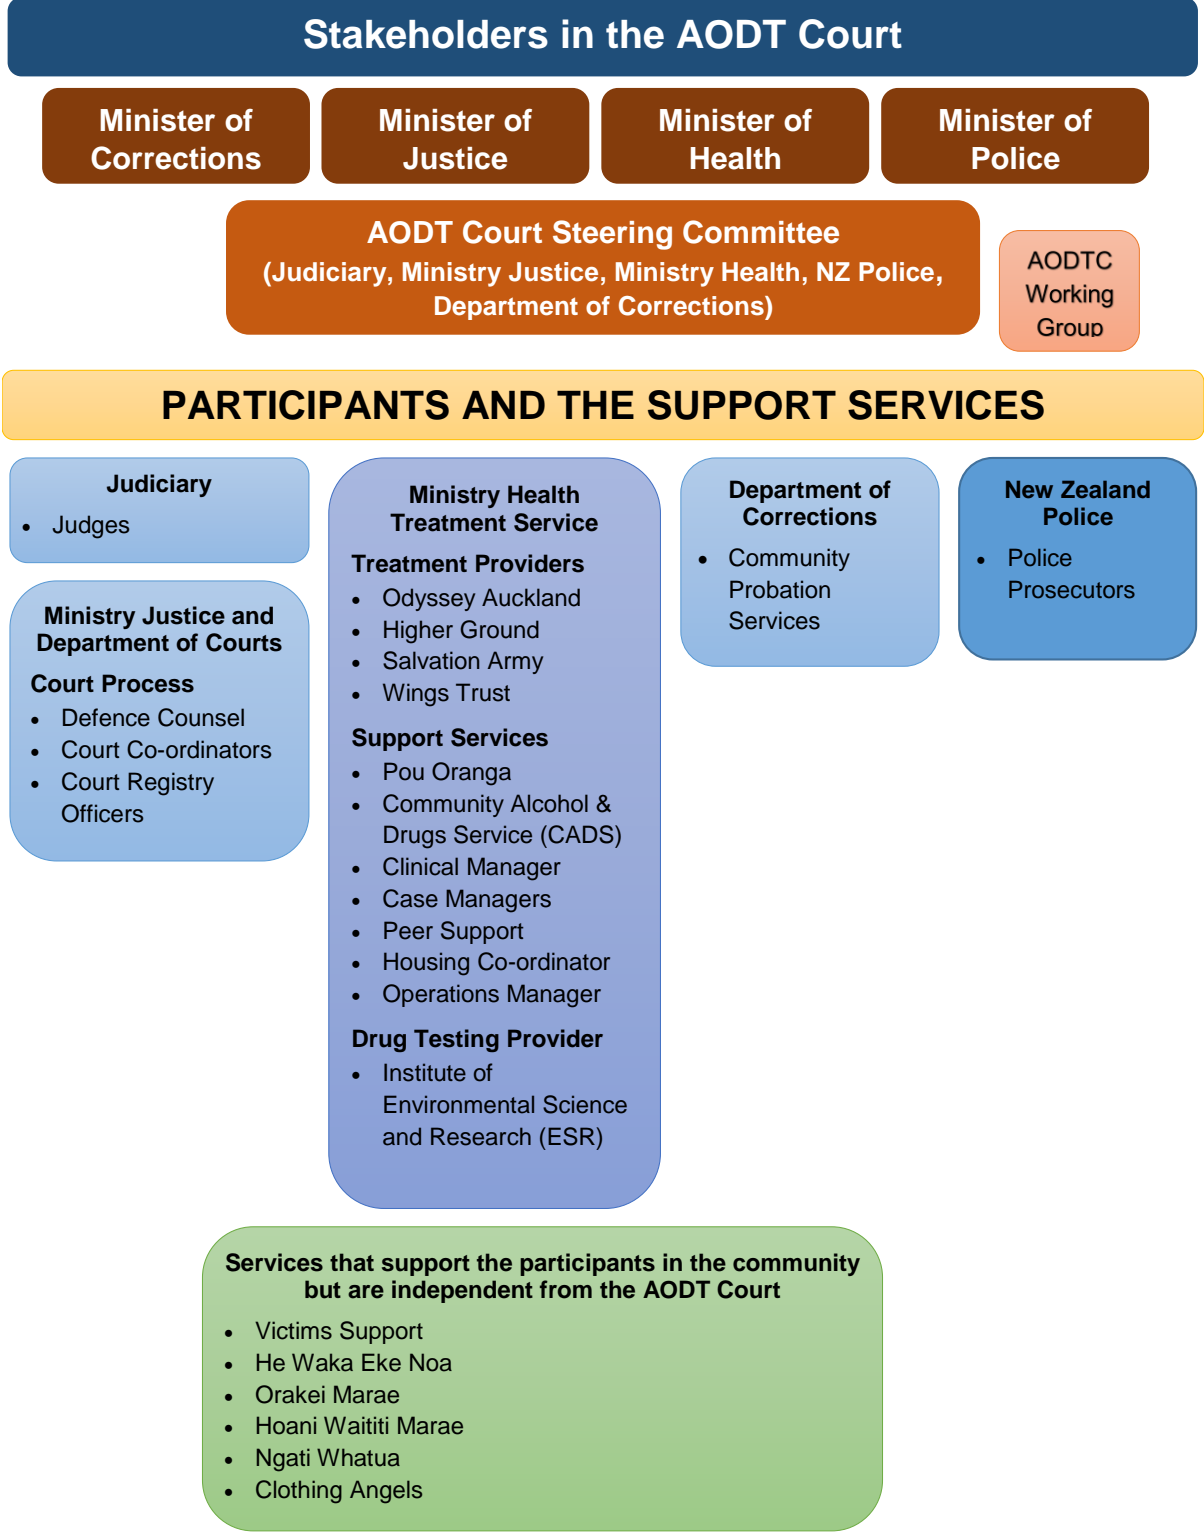 Stakeholders in the AODT Court
Minister of
Corrections
Minister of
Justice
Minister of
Health
Minister of
Police
AODT Court Steering Committee
(Judiciary, Ministry Justice, Ministry Health, NZ Police,
Department of Corrections)
AODTC
Working
Group
PARTICIPANTS AND THE SUPPORT SERVICES
Judiciary
• Judges
Ministry Justice and
Department of Courts
Court Process
• Defence Counsel
• Court Co-ordinators
• Court Registry
Officers
Ministry Health
Treatment Service
Treatment Providers
• Odyssey Auckland
• Higher Ground
• Salvation Army
• Wings Trust
Support Services
• Pou Oranga
• Community Alcohol &
Drugs Service (CADS)
• Clinical Manager
• Case Managers
• Peer Support
• Housing Co-ordinator
• Operations Manager
Drug Testing Provider
• Institute of
Environmental Science
and Research (ESR)
Department of
Corrections
• Community
Probation
Services
New Zealand
Police
• Police
Prosecutors
Services that support the participants in the community
but are independent from the AODT Court
• Victims Support
• He Waka Eke Noa
• Orakei Marae
• Hoani Waititi Marae
• Ngati Whatua
• Clothing Angels